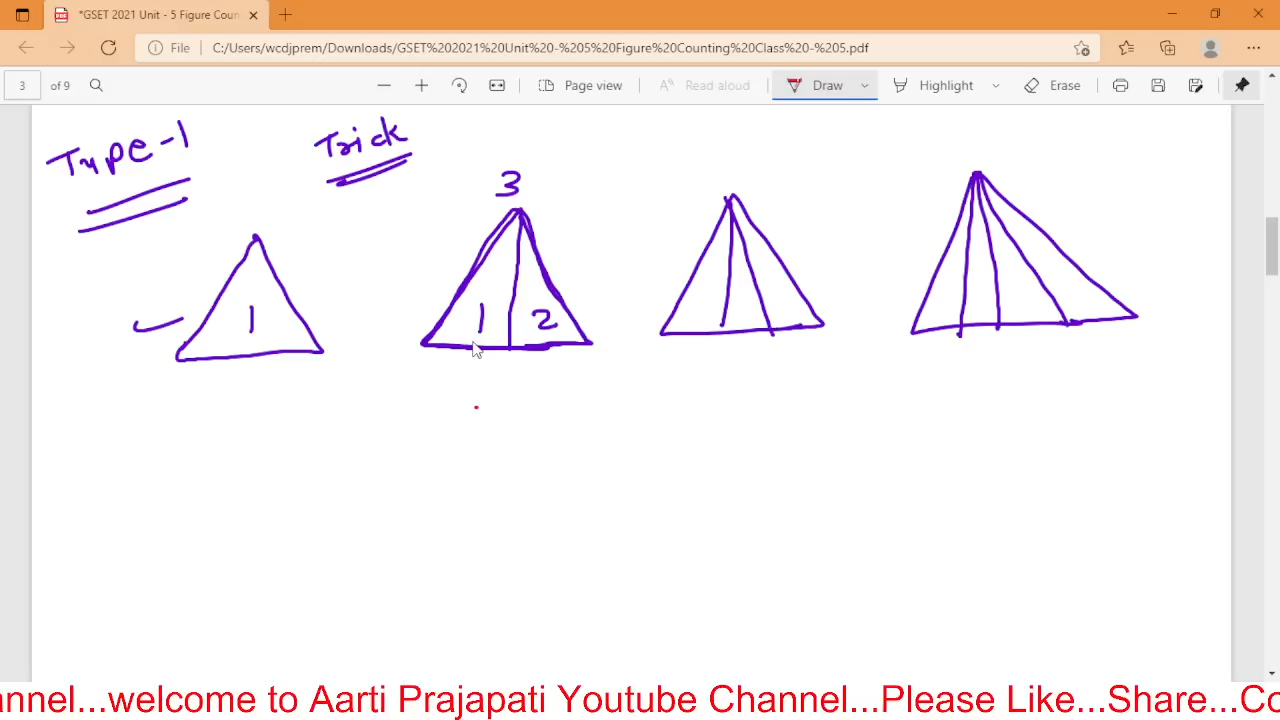 *GSET 2021 Unit - 5 Figure Coun
File
C:/Users/wcdjprem/Downloads/GSET%202021%20Unit%20-%205%20Figure%20Counting%20Class%20-%205.pdf
3 of 9
Page view
Read aloud
Draw
Highlight
Erase
Type-1
Trick
3
1
1 2
annel...welcome to Aarti Prajapati Youtube Channel...Please Like...Share...Co